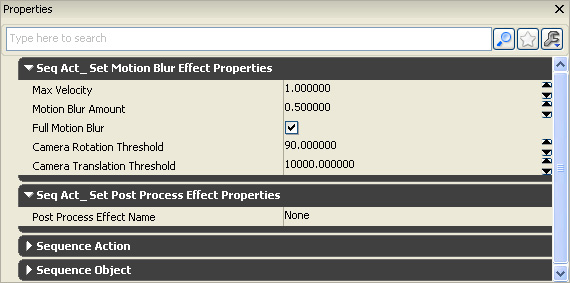 Properties
Type here to search
Seq Act_ Set Motion Blur Effect Properties
Max Velocity 1.000000
Motion Blur Amount 0.500000
Full Motion Blur
Camera Rotation Threshold 90.000000
Camera Translation Threshold 10000.000000
Seq Act_ Set Post Process Effect Properties
Post Process Effect Name None
Sequence Action
Sequence Object